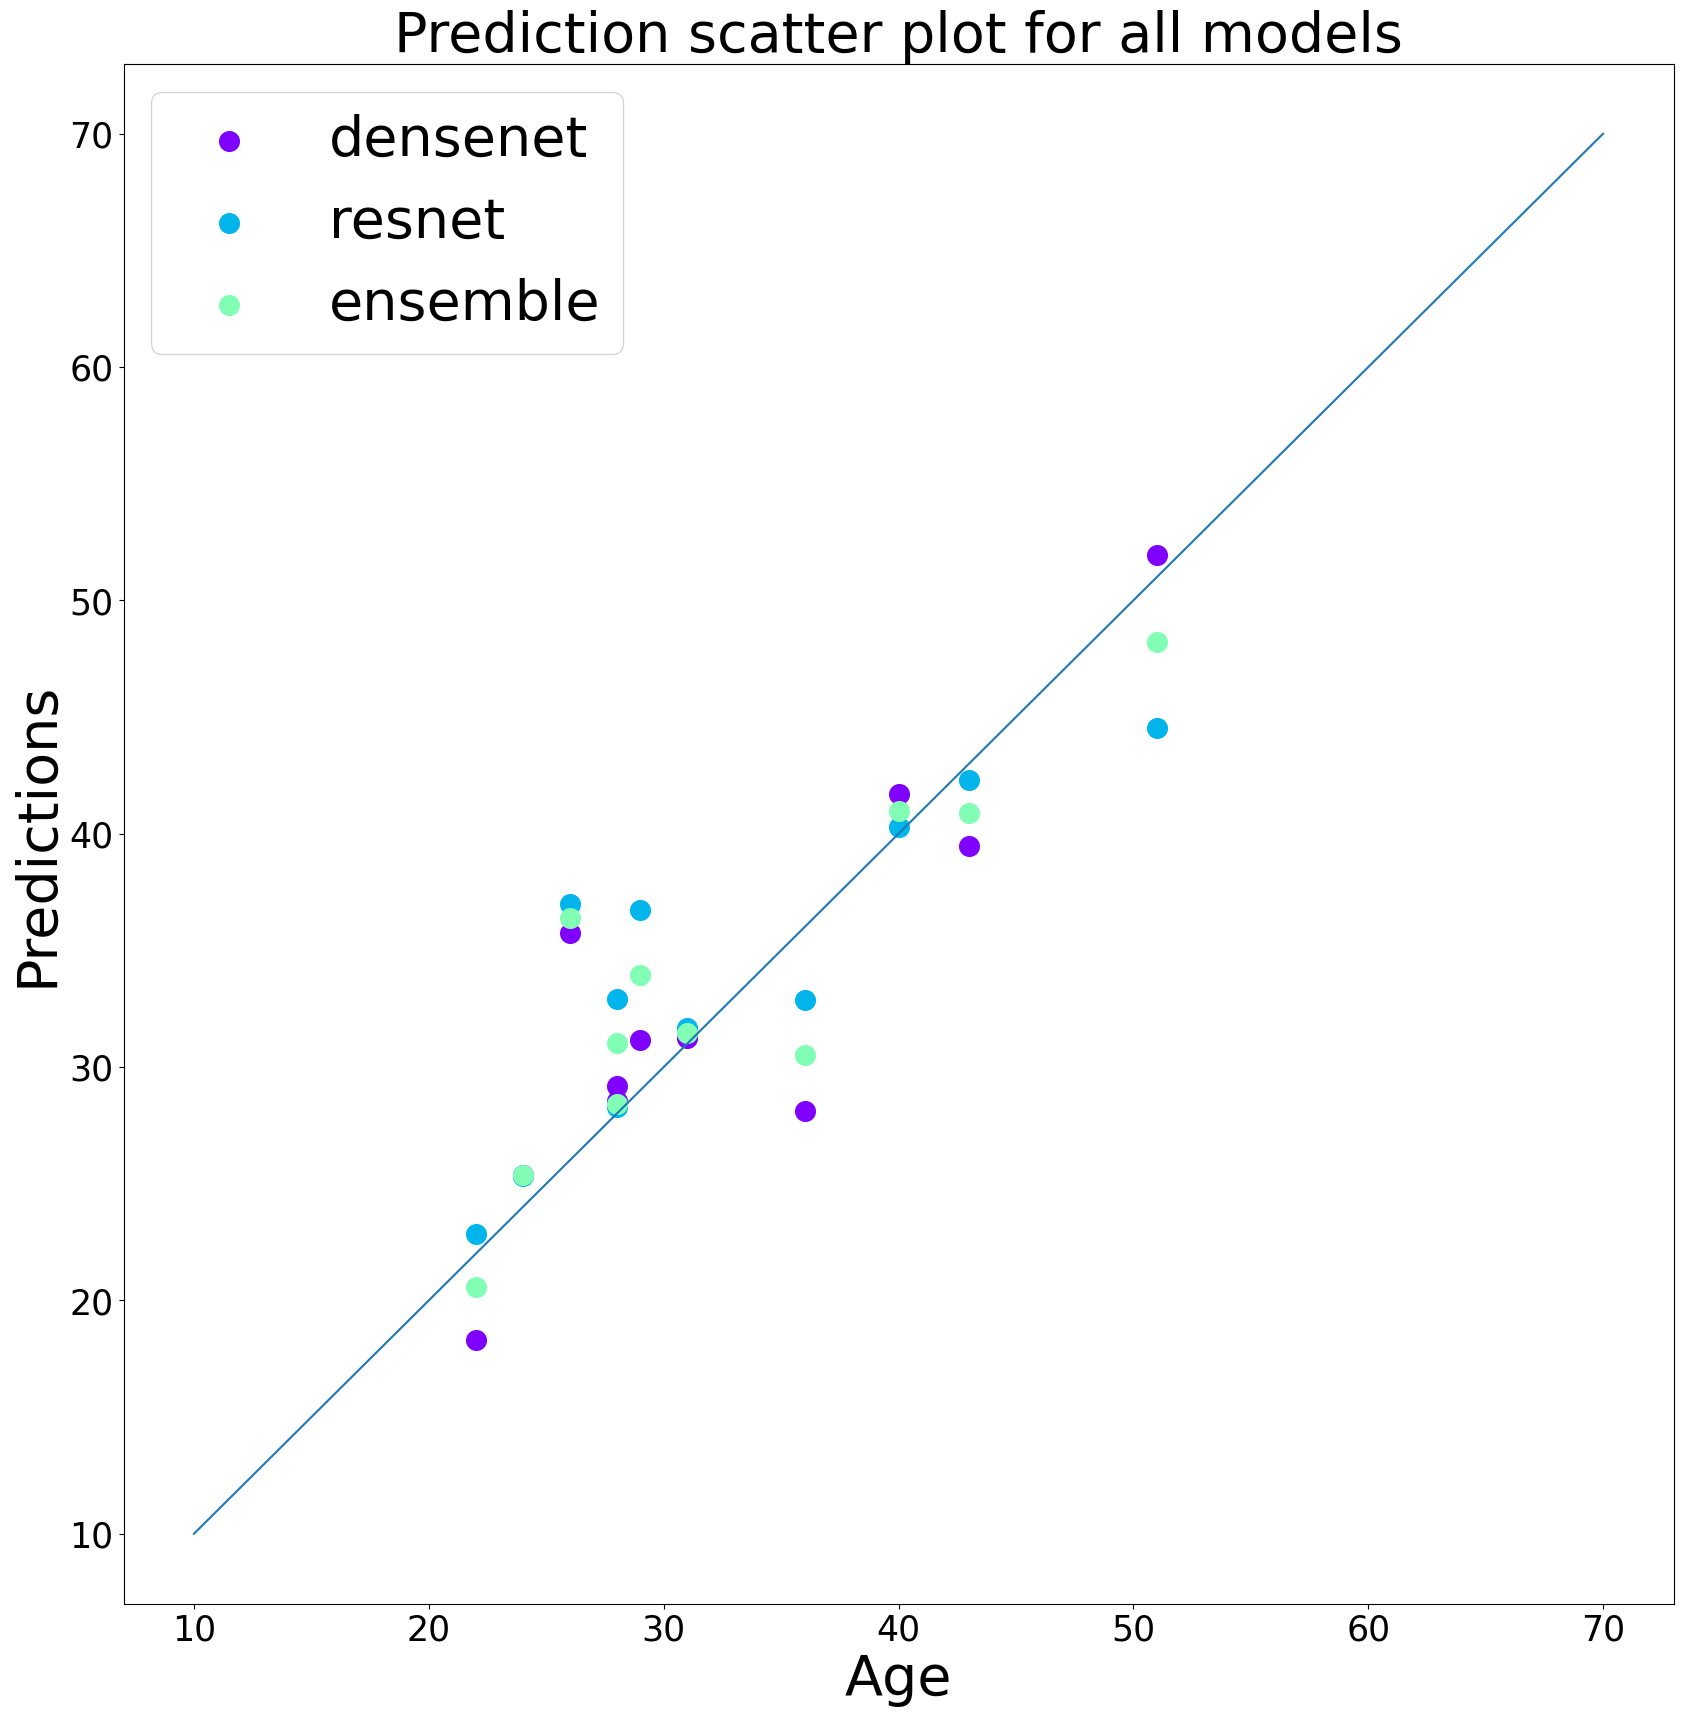 Prediction scatter plot for all models
densenet
resnet
ensemble
70
60
50
40
30
20
10
Predictions
10 20 30 40 50 60 70
Age